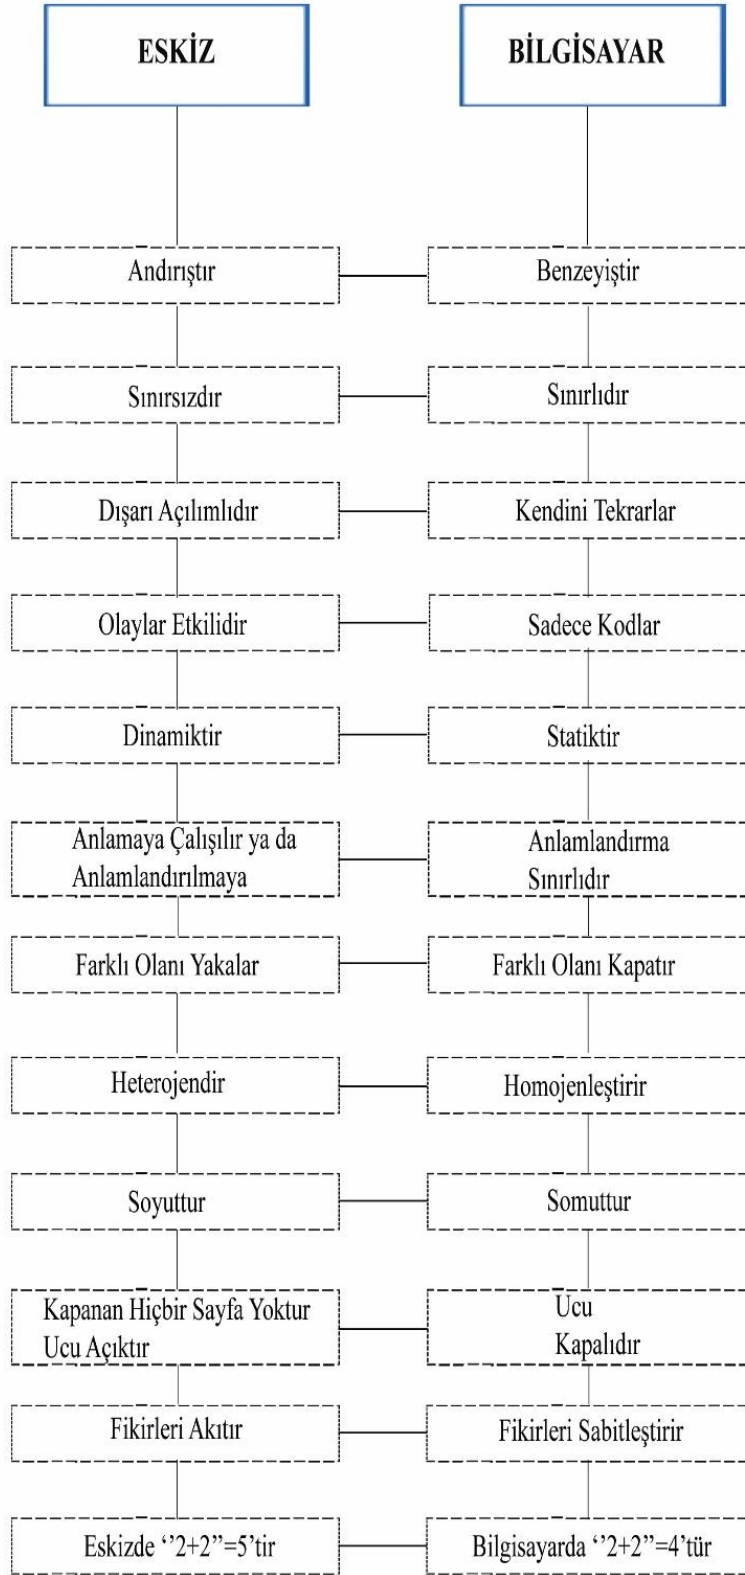 ESKİZ
BİLGİSAYAR
Andırıştır
Benzeyiştir
Sınırsızdır
Sınırlıdır
Dışarı Açılımlıdır
Kendini Tekrarlar
Olaylar Etkilidir
Sadece Kodlar
Dinamiktir
Statiktir
Anlamaya Çalışılır ya da
Anlamlandırılmaya
Anlamlandırma
Sınırlıdır
Farklı Olanı Yakalar
Farklı Olanı Kapatır
Heterojendir
Homojenleştirir
Soyuttur
Somuttur
Kapanan Hiçbir Sayfa Yoktur
Ucu Açıktır
Ucu
Kapalıdır
Fikirleri Akıtır
Fikirleri Sabitleştirir
Eskizde ‘’2+2’’=5’tir
Bilgisayarda ‘’2+2’’=4’tür